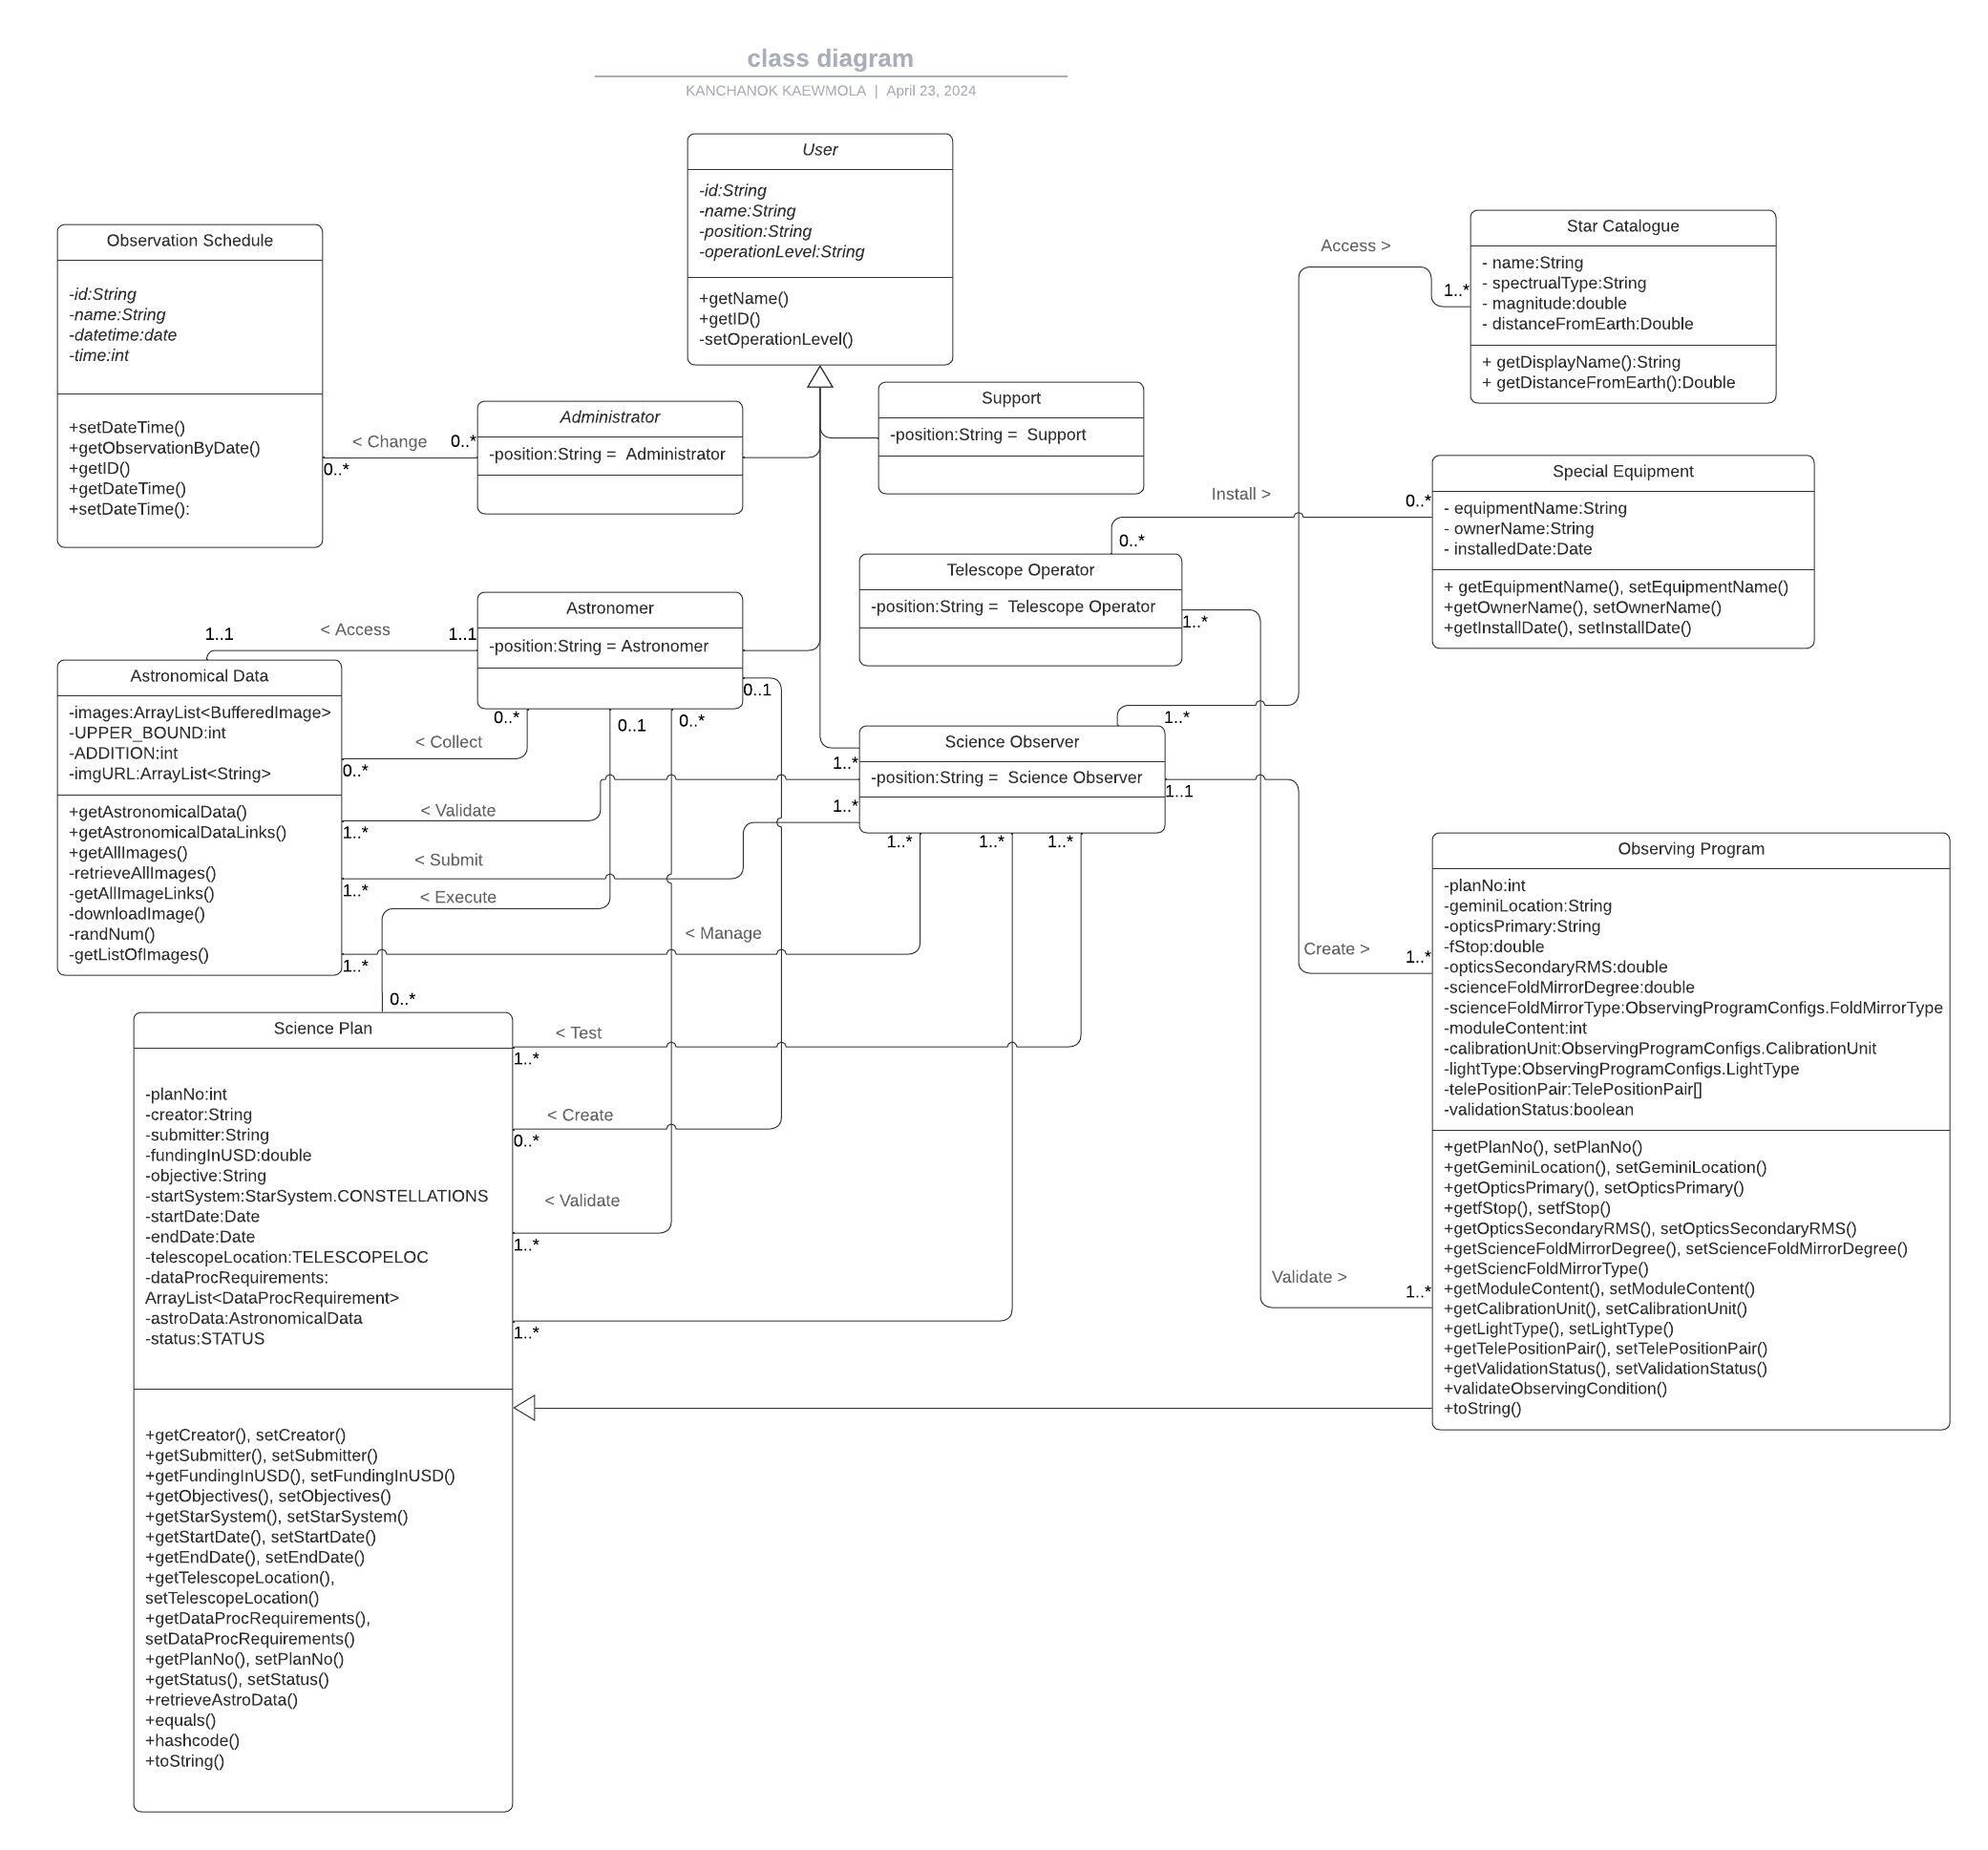 class diagram
KANCHANOK KAEWMOLA | April 23, 2024
User
-id:String
-name:String
-position:String
-operationLevel:String
+getName()
+getID()
-setOperationLevel()
Observation Schedule
-id:String
-name:String
-datetime:date
-time:int
+setDateTime()
+getObservationByDate()
+getID()
+getDateTime()
+setDateTime():
< Change
0..*
0..*
Administrator
-position:String =  Administrator
Support
-position:String =  Support
Access >
1..*
Star Catalogue
- name:String
- spectrualType:String
- magnitude:double
- distanceFromEarth:Double
+ getDisplayName():String
+ getDistanceFromEarth():Double
Install >
0..*
0..*
Special Equipment
- equipmentName:String
- ownerName:String
- installedDate:Date
+ getEquipmentName(), setEquipmentName()
+getOwnerName(), setOwnerName()
+getInstallDate(), setInstallDate()
Telescope Operator
-position:String =  Telescope Operator
1..*
Astronomer
-position:String = Astronomer
< Access
1..1
1..1
0..1
0..*
0..1
0..*
Astronomical Data
-images:ArrayList<BufferedImage>
-UPPER_BOUND:int
-ADDITION:int
-imgURL:ArrayList<String>
+getAstronomicalData()
+getAstronomicalDataLinks()
+getAllImages()
-retrieveAllImages()
-getAllImageLinks()
-downloadImage()
-randNum()
-getListOfImages()
< Collect
0..*
< Validate
1..*
< Submit
1..*
< Execute
< Manage
1..*
0..*
1..*
Science Observer
-position:String =  Science Observer
1..*
1..*
1..1
1..*
1..*
1..*
Create >
1..*
Validate >
1..*
Observing Program
-planNo:int
-geminiLocation:String
-opticsPrimary:String
-fStop:double
-opticsSecondaryRMS:double
-scienceFoldMirrorDegree:double
-scienceFoldMirrorType:ObservingProgramConfigs.FoldMirrorType
-moduleContent:int
-calibrationUnit:ObservingProgramConfigs.CalibrationUnit
-lightType:ObservingProgramConfigs.LightType
-telePositionPair:TelePositionPair[]
-validationStatus:boolean
+getPlanNo(), setPlanNo()
+getGeminiLocation(), setGeminiLocation()
+getOpticsPrimary(), setOpticsPrimary()
+getfStop(), setfStop()
+getOpticsSecondaryRMS(), setOpticsSecondaryRMS()
+getScienceFoldMirrorDegree(), setScienceFoldMirrorDegree()
+getSciencFoldMirrorType()
+getModuleContent(), setModuleContent()
+getCalibrationUnit(), setCalibrationUnit()
+getLightType(), setLightType()
+getTelePositionPair(), setTelePositionPair()
+getValidationStatus(), setValidationStatus()
+validateObservingCondition()
+toString()
Science Plan
-planNo:int
-creator:String
-submitter:String
-fundingInUSD:double
-objective:String
-startSystem:StarSystem.CONSTELLATIONS
-startDate:Date
-endDate:Date
-telescopeLocation:TELESCOPELOC
-dataProcRequirements:
ArrayList<DataProcRequirement>
-astroData:AstronomicalData
-status:STATUS
+getCreator(), setCreator()
+getSubmitter(), setSubmitter()
+getFundingInUSD(), setFundingInUSD()
+getObjectives(), setObjectives()
+getStarSystem(), setStarSystem()
+getStartDate(), setStartDate()
+getEndDate(), setEndDate()
+getTelescopeLocation(),
setTelescopeLocation()
+getDataProcRequirements(),
setDataProcRequirements()
+getPlanNo(), setPlanNo()
+getStatus(), setStatus()
+retrieveAstroData()
+equals()
+hashcode()
+toString()
< Test
1..*
< Create
0..*
< Validate
1..*
1..*